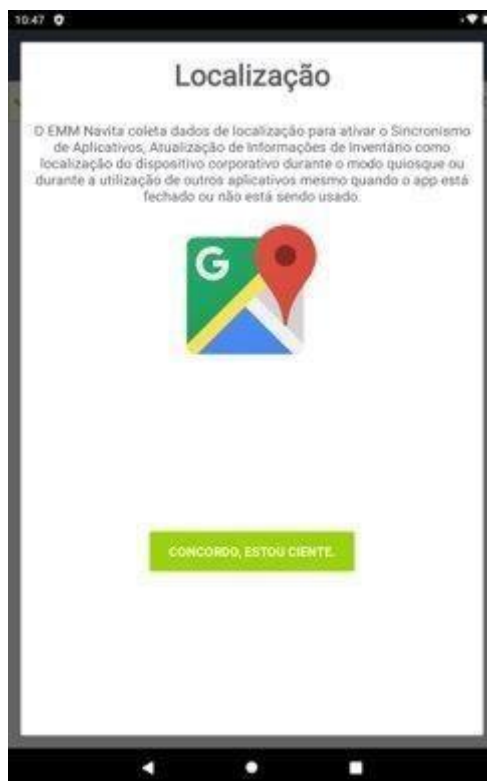 10:47
Localização
O EMM Navita coleta dados de localização para ativar o Sincronismo
de Aplicativos, Atualização de Informações de Inventário como
localização do dispositivo corporativo durante o modo quiosque ou
durante a utilização de outros aplicativos mesmo quando o app está
fechado ou não está sendo usado.
G
CONCORDO, ESTOU CIENTE.